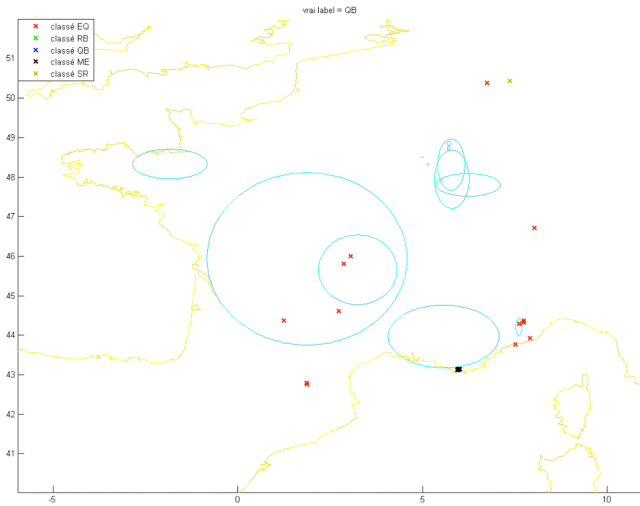 vrai label = QB
classé EQ
classé RB
classé QB
classé ME
classé SR
51
50
49
48
47
46
45
44
43
42
41
-5
0
5
10